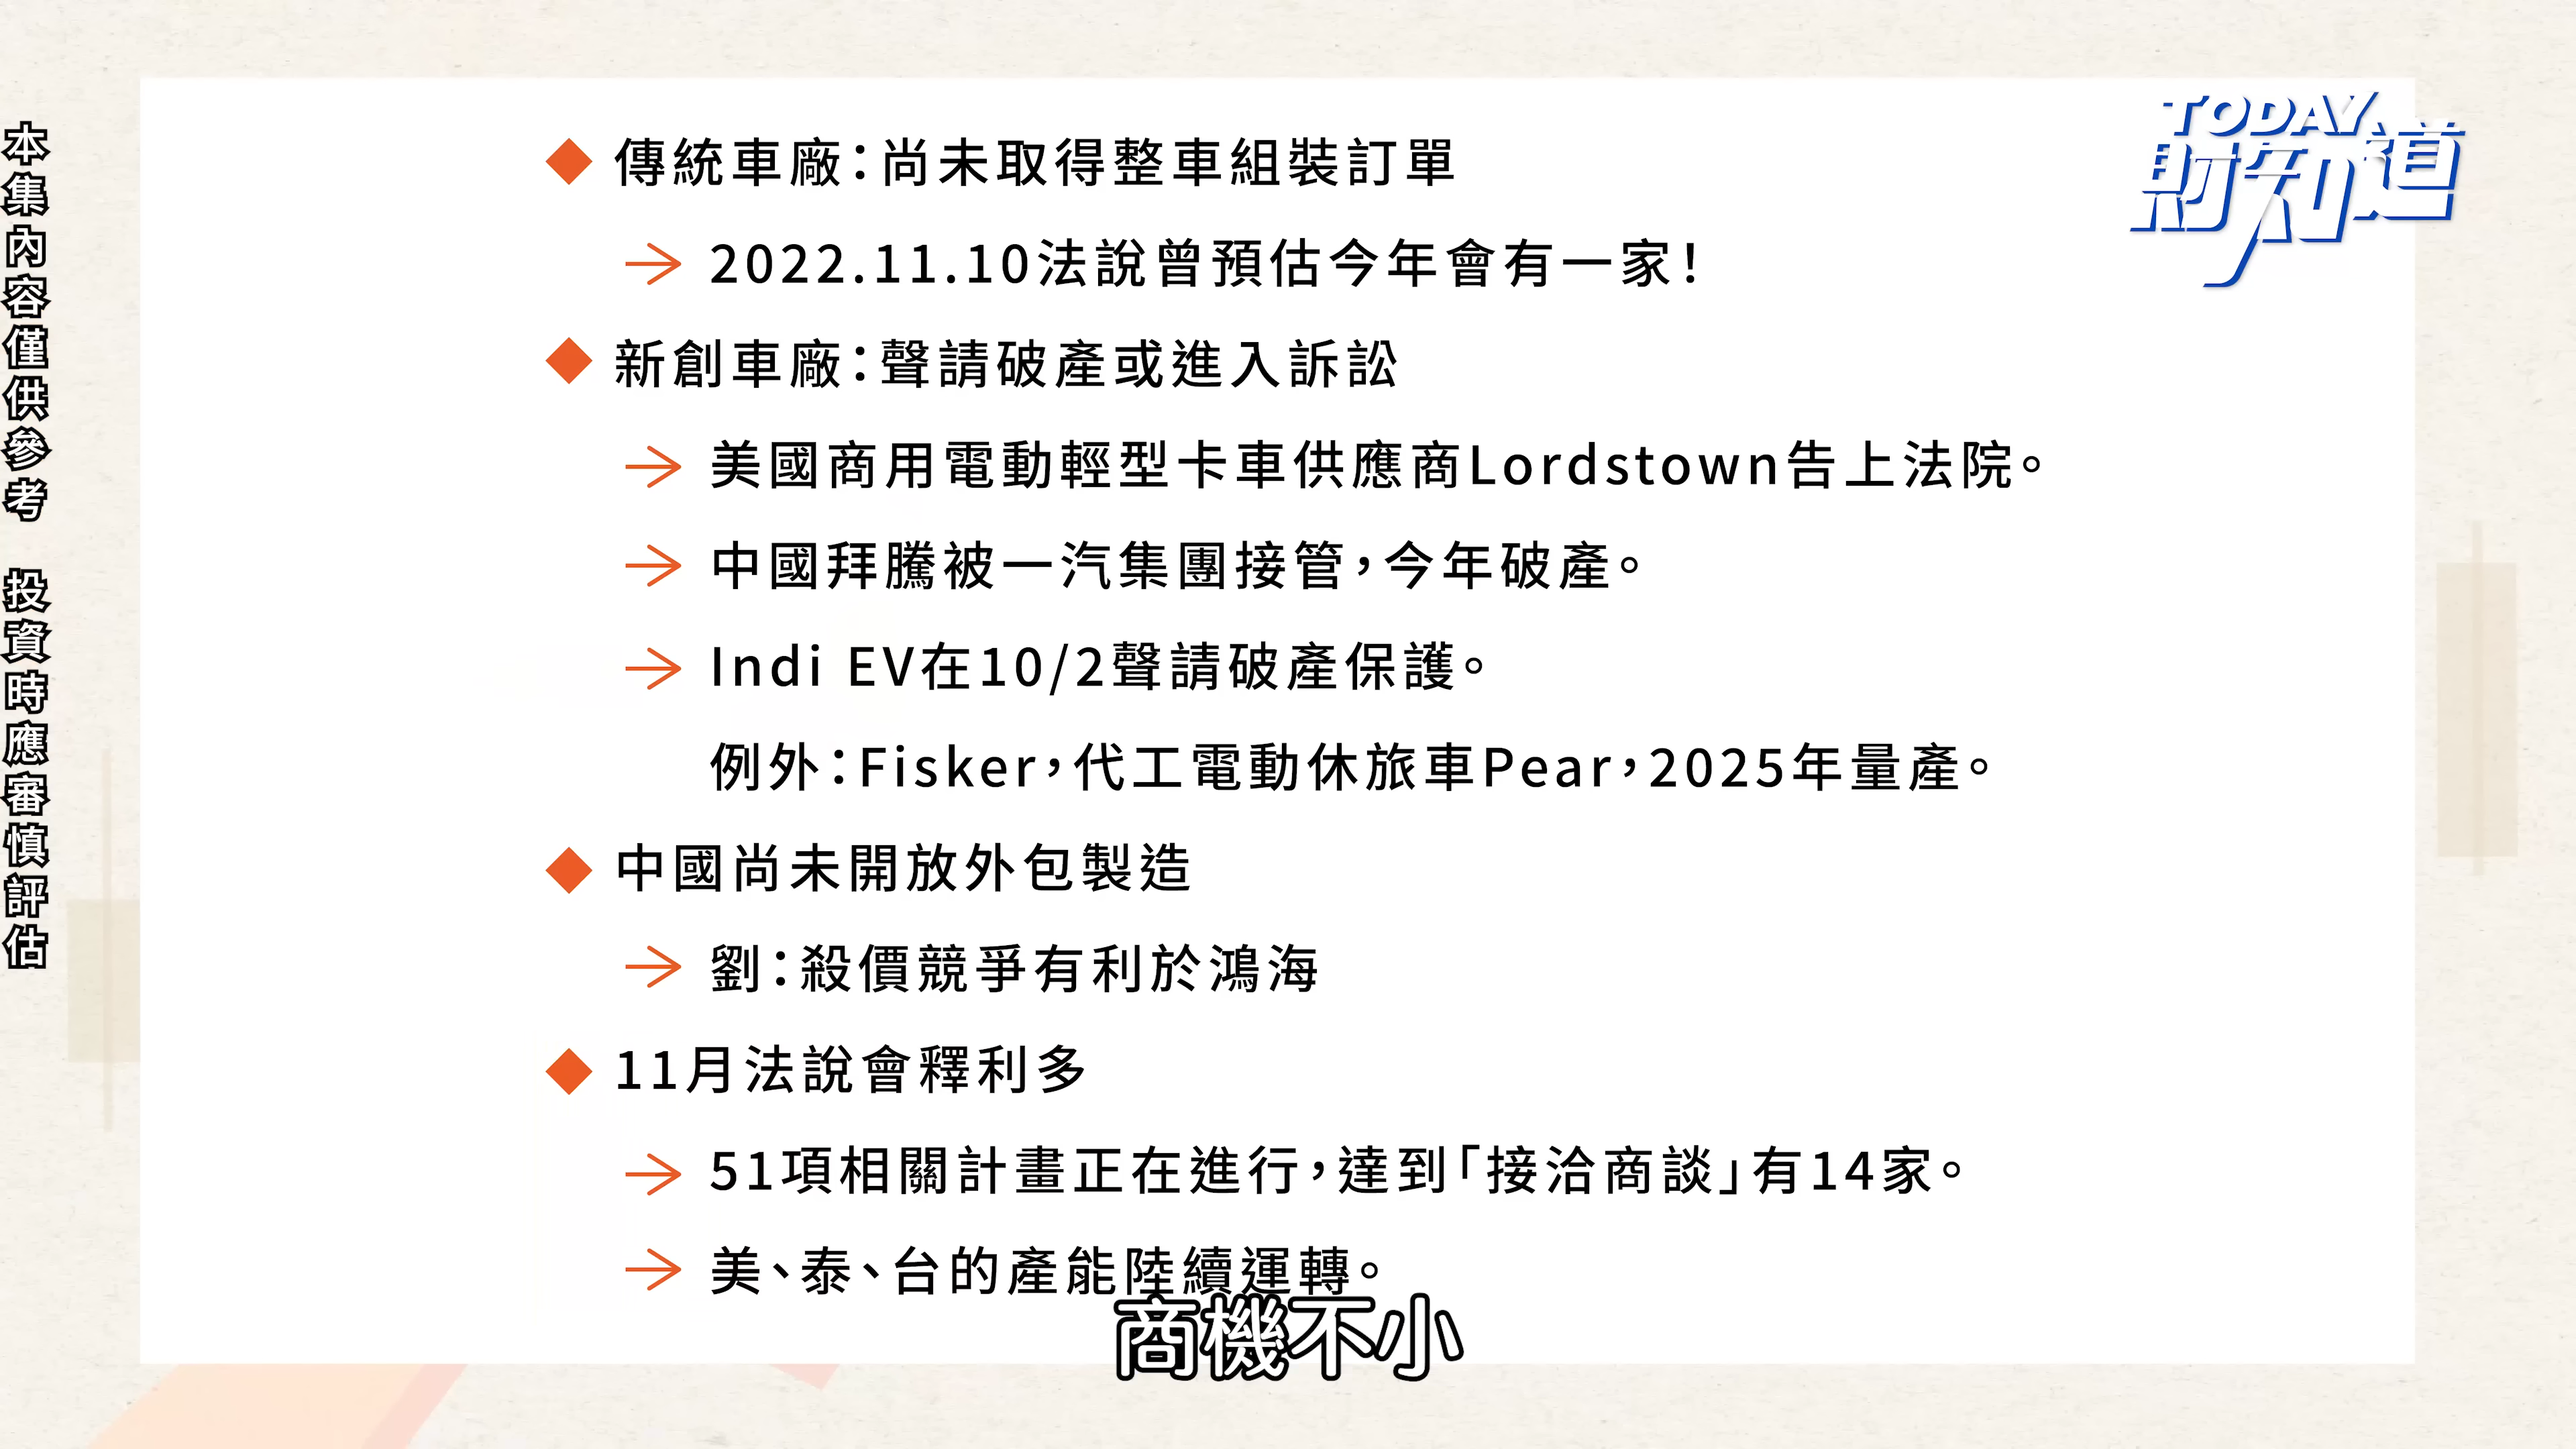 TODAY
財知道
本集內容僅供參考 投資時應審慎評估
◆ 傳統車廠：尚未取得整車組裝訂單
→ 2022.11.10法說曾預估今年會有一家！
◆ 新創車廠：聲請破產或進入訴訟
→ 美國商用電動輕型卡車供應商Lordstown告上法院。
→ 中國拜騰被一汽集團接管，今年破產。
→ Indi EV在10/2聲請破產保護。
例外：Fisker，代工電動休旅車Pear，2025年量產。
◆ 中國尚未開放外包製造
→ 劉：殺價競爭有利於鴻海
◆ 11月法說會釋利多
→ 51項相關計畫正在進行，達到「接洽商談」有14家。
→ 美、泰、台的產能陸續運轉。
商機不小